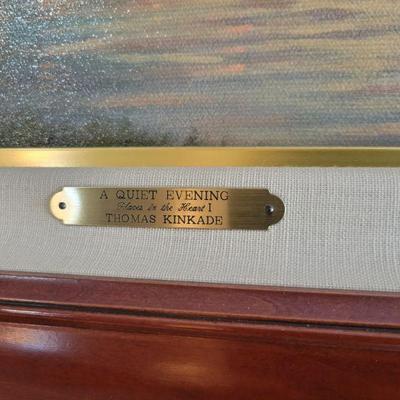 A QUIET EVENING
Places in the Heart I
THOMAS KINKADE